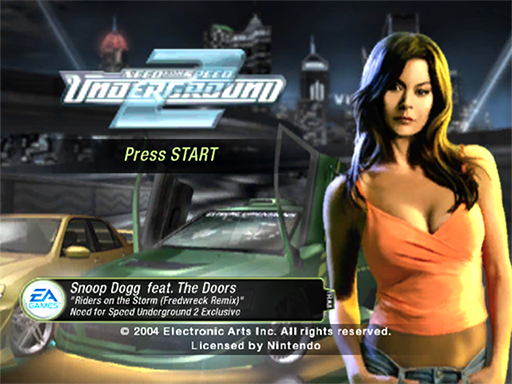 NEED FOR SPEED
UNDERGROUND
2
Press START
Snoop Dogg feat. The Doors
"Riders on the Storm (Fredwreck Remix)"
Need for Speed Underground 2 Exclusive
EA
GAMES
© 2004 Electronic Arts Inc. All rights reserved.
Licensed by Nintendo